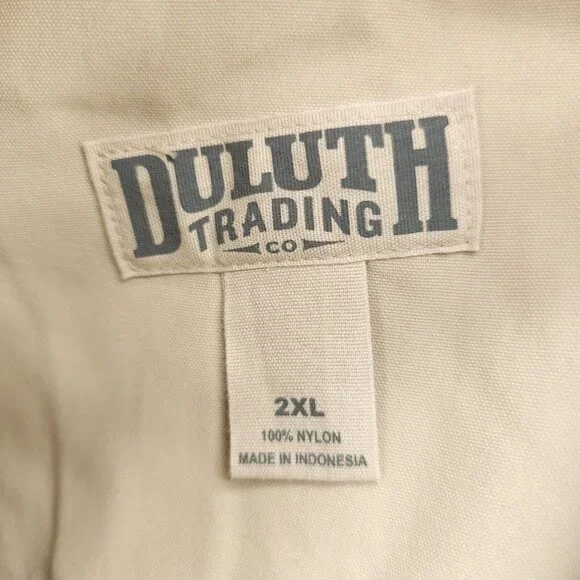 DULUTH
TRADING
CO
2XL
100% NYLON
MADE IN INDONESIA